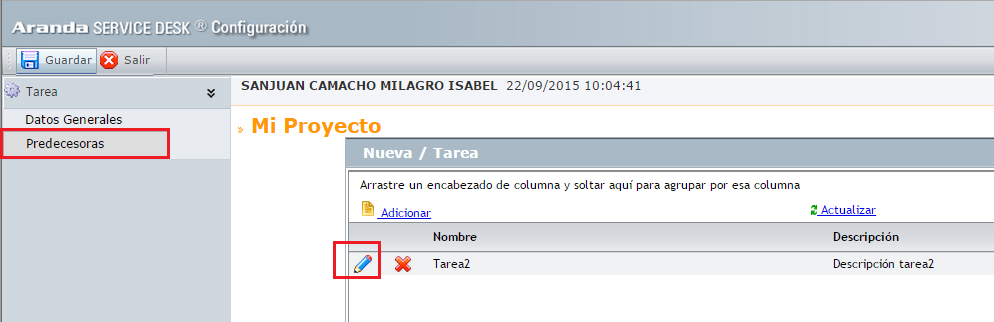 Aranda SERVICE DESK ® Configuración
Guardar Salir
Tarea
SANJUAN CAMACHO MILAGRO ISABEL 22/09/2015 10:04:41
Datos Generales
Predecesoras
» Mi Proyecto
Nueva / Tarea
Arrastre un encabezado de columna y soltar aquí para agrupar por esa columna
Adicionar Actualizar
Nombre Descripción
Tarea2 Descripción tarea2